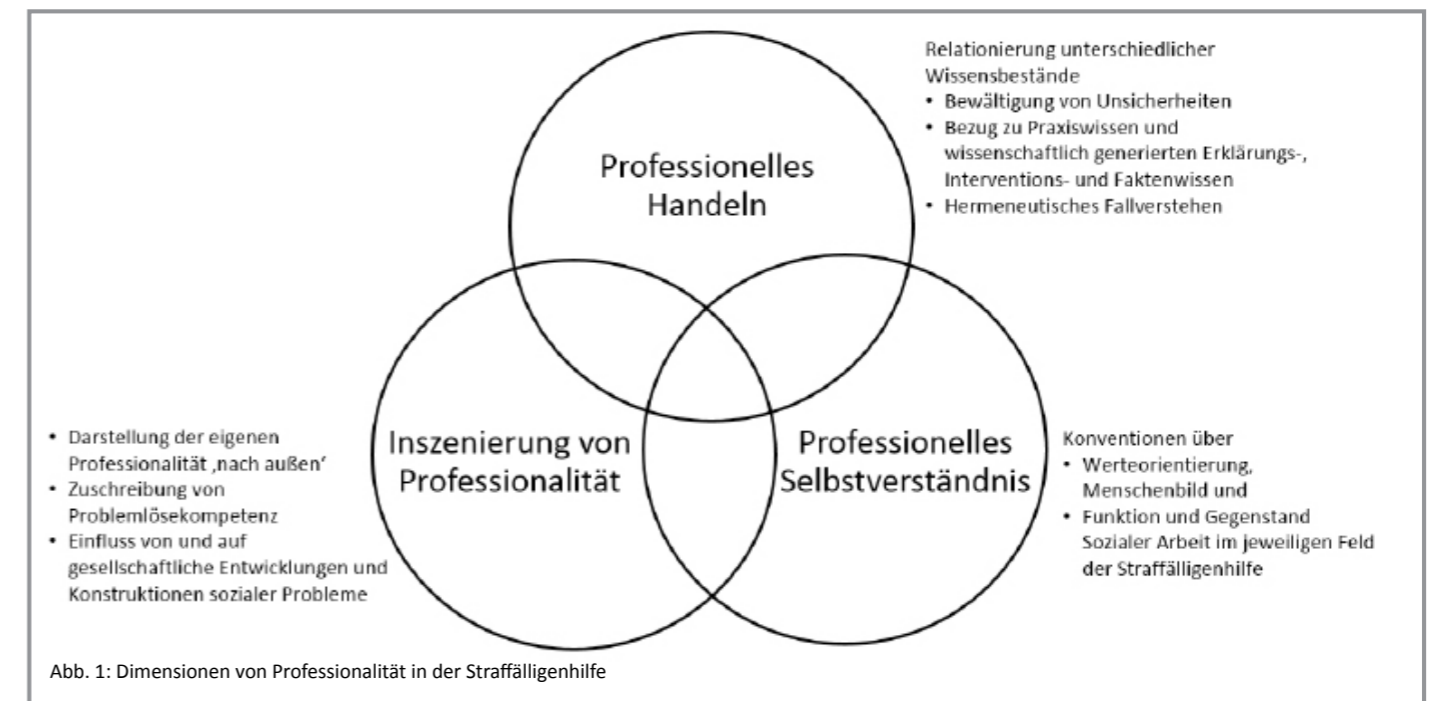 Professionelles
Handeln
Relationierung unterschiedlicher
Wissensbestände
• Bewältigung von Unsicherheiten
• Bezug zu Praxiswissen und
wissenschaftlich generierten Erklärungs-,
Interventions- und Faktenwissen
• Hermeneutisches Fallverstehen
• Darstellung der eigenen
Professionalität ‚nach außen‘
• Zuschreibung von
Problemlösekompetenz
• Einfluss von und auf
gesellschaftliche Entwicklungen und
Konstruktionen sozialer Probleme
Inszenierung von
Professionalität
Professionelles
Selbstverständnis
Konventionen über
• Werteorientierung,
Menschenbild und
• Funktion und Gegenstand
Sozialer Arbeit im jeweiligen Feld
der Straffälligenhilfe
Abb. 1: Dimensionen von Professionalität in der Straffälligenhilfe